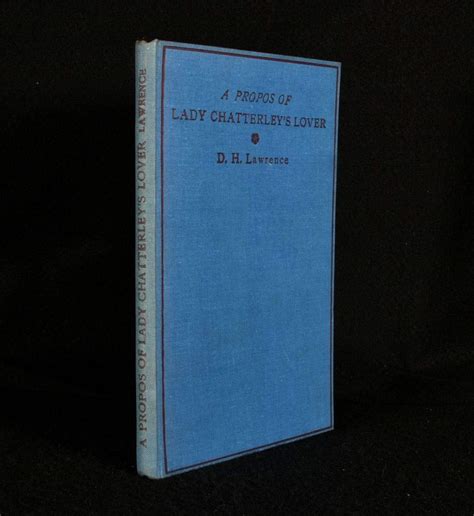 A PROPOS OF
LADY CHATTERLEY'S LOVER
D. H. Lawrence
A PROPOS OF LADY CHATTERLEY'S LOVER LAWRENCE